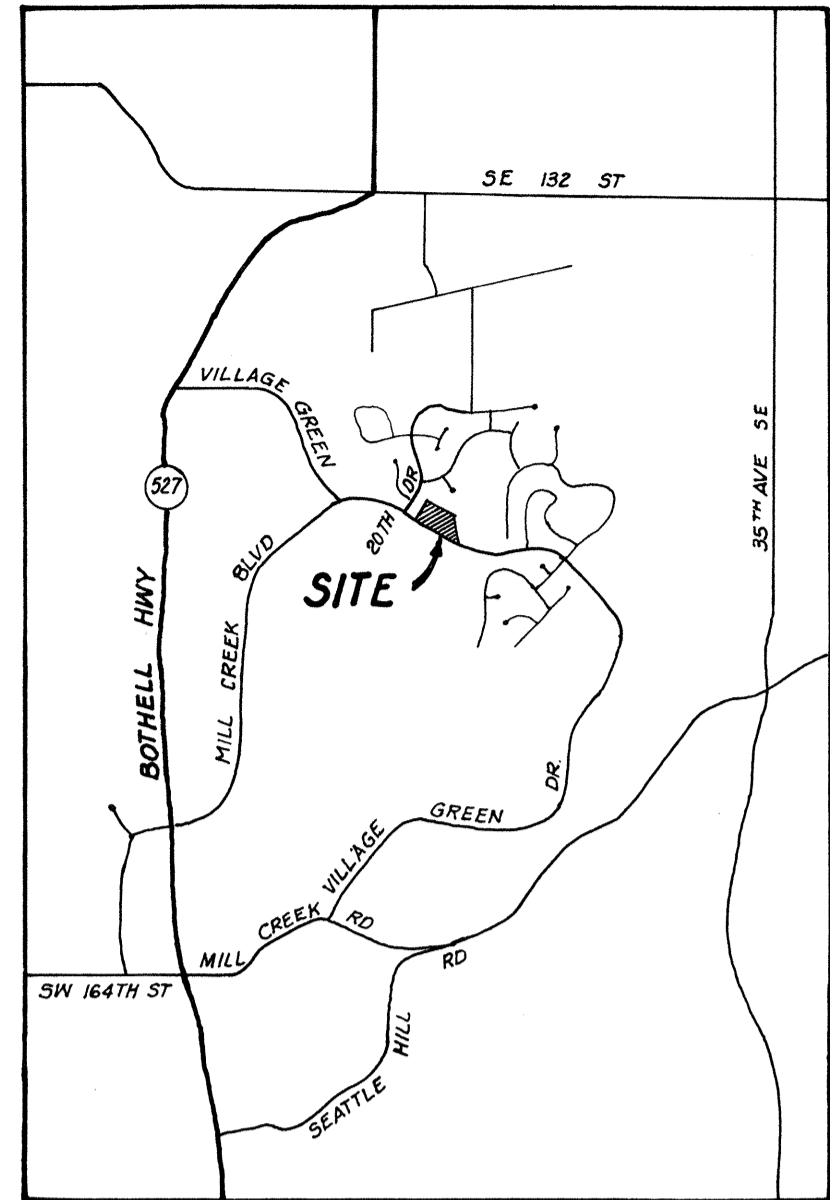 SE 132 ST
VILLAGE GREEN
35TH AVE SE
527
20TH DR
SITE
MILL CREEK BLVD
BOTHELL HWY
VILLAGE GREEN DR.
MILL CREEK RD
SW 164TH ST
SEATTLE HILL RD